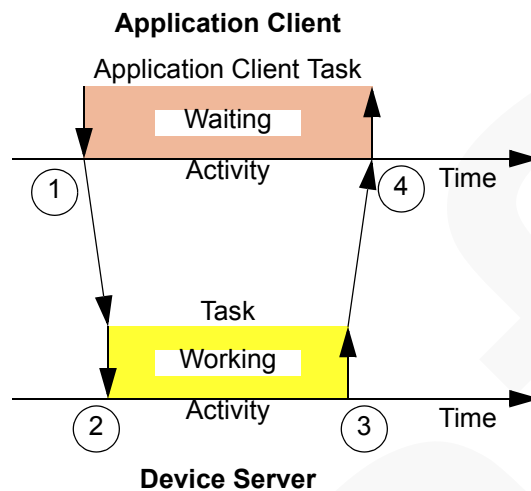 Application Client
Application Client Task
Waiting
Activity
1
4
Time
Task
Working
Activity
2
3
Time
Device Server